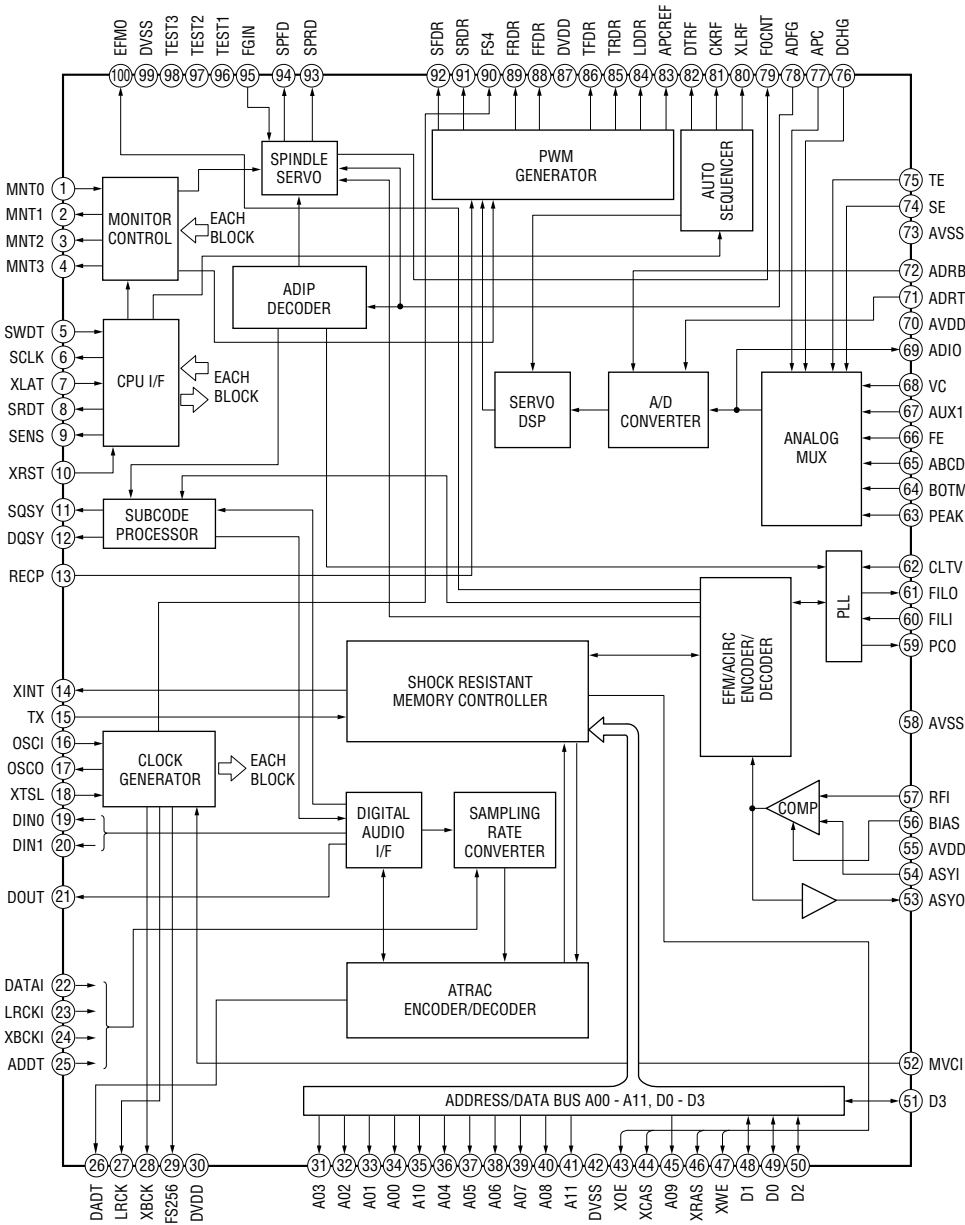 EFMO
DVSS
TEST3
TEST2
TEST1
FGIN
SPFD
SPRD
SFDR
SRDR
FS4
FRDR
FFDR
DVDD
TFDR
TRDR
LDDR
APCREF
DTRF
CKRF
XLRF
F0CNT
ADFG
APC
DCHG
100 99 98 97 96 95 94 93 92 91 90 89 88 87 86 85 84 83 82 81 80 79 78 77 76
MNT0 1
MNT1 2
MNT2 3
MNT3 4
SWDT 5
SCLK 6
XLAT 7
SRDT 8
SENS 9
XRST 10
SQSY 11
DQSY 12
RECP 13
XINT 14
TX 15
OSCI 16
OSCO 17
XTSL 18
DIN0 19
DIN1 20
DOUT 21
DATAI 22
LRCKI 23
XBCKI 24
ADDT 25
MONITOR
CONTROL
EACH
BLOCK
SPINDLE
SERVO
PWM
GENERATOR
AUTO
SEQUENCER
ADIP
DECODER
CPU I/F
EACH
BLOCK
SERVO
DSP
A/D
CONVERTER
ANALOG
MUX
SUBCODE
PROCESSOR
SHOCK RESISTANT
MEMORY CONTROLLER
EFM/ACIRC
ENCODER/
DECODER
PLL
CLOCK
GENERATOR
EACH
BLOCK
DIGITAL
AUDIO
I/F
SAMPLING
RATE
CONVERTER
COMP
ATRAC
ENCODER/DECODER
ADDRESS/DATA BUS A00 - A11, D0 - D3
75 TE
74 SE
73 AVSS
72 ADRB
71 ADRT
70 AVDD
69 ADIO
68 VC
67 AUX1
66 FE
65 ABCD
64 BOTM
63 PEAK
62 CLTV
61 FILO
60 FILI
59 PCO
58 AVSS
57 RFI
56 BIAS
55 AVDD
54 ASYI
53 ASYO
52 MVCI
51 D3
26 27 28 29 30 31 32 33 34 35 36 37 38 39 40 41 42 43 44 45 46 47 48 49 50
DADT
LRCK
XBCK
FS256
DVDD
A03
A02
A01
A00
A10
A04
A05
A06
A07
A08
A11
DVSS
XOE
XCAS
A09
XRAS
XWE
D1
D0
D2